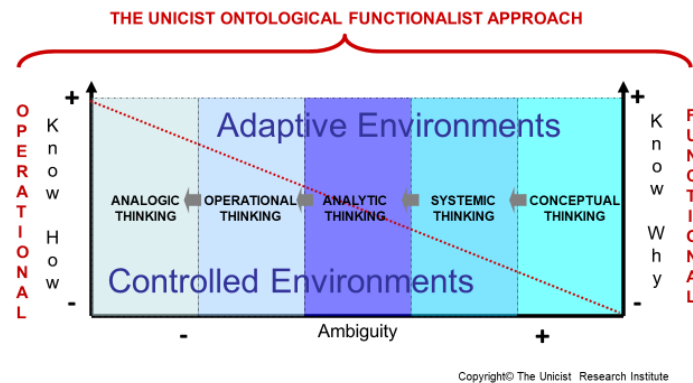 THE UNICIST ONTOLOGICAL FUNCTIONALIST APPROACH
OPERATIONAL
Know How
+
-
Adaptive Environments
ANALOGIC THINKING
OPERATIONAL THINKING
ANALYTIC THINKING
SYSTEMIC THINKING
CONCEPTUAL THINKING
Controlled Environments
+
-
Know Why
FUNCTIONAL
-
Ambiguity
+
Copyright© The Unicist Research Institute